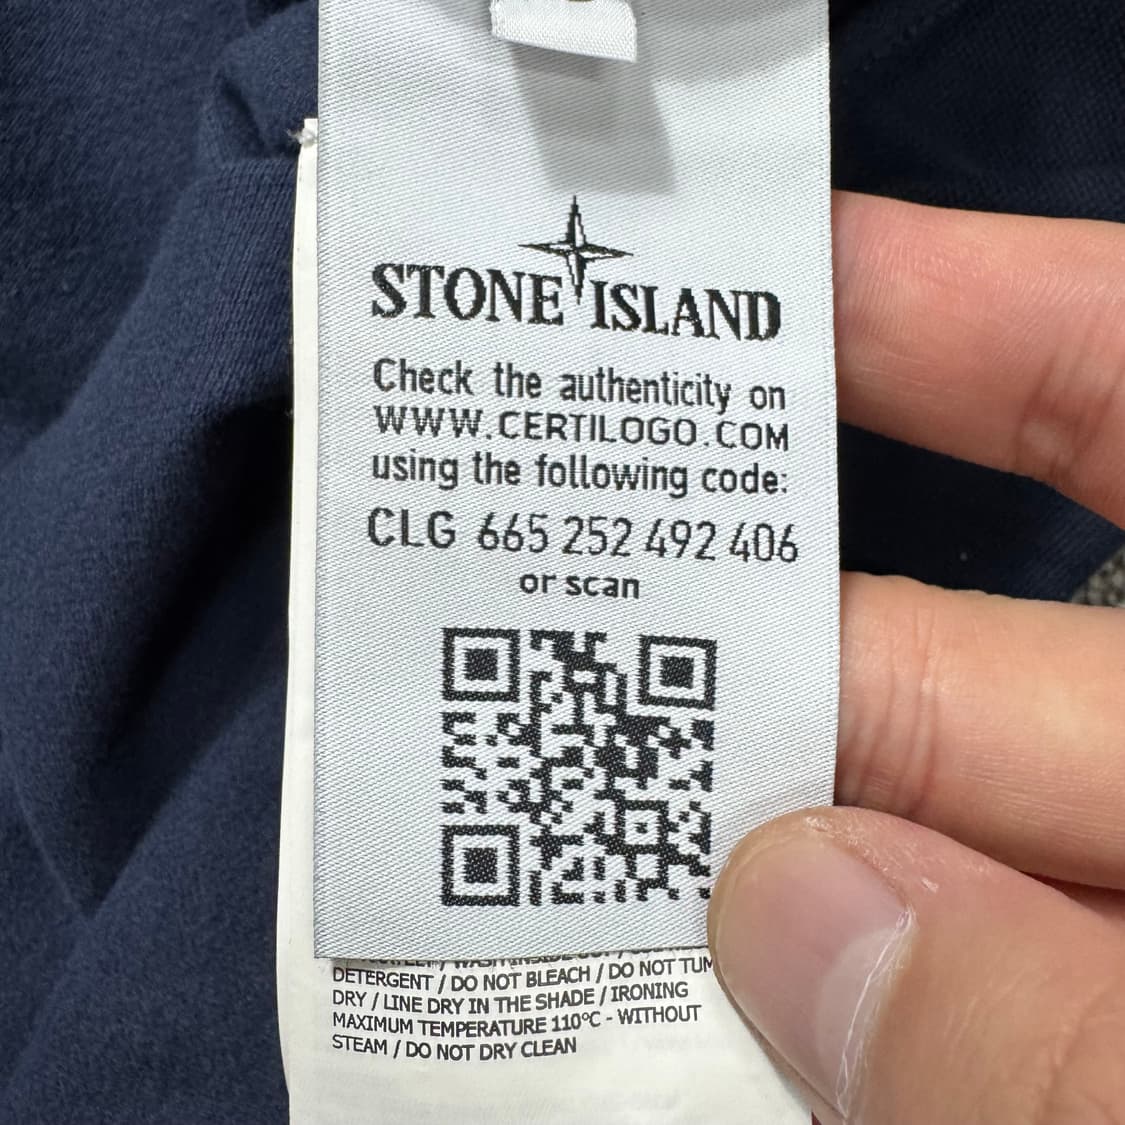 STONE ISLAND
Check the authenticity on
WWW.CERTILOGO.COM
using the following code:
CLG 665 252 492 406
or scan
DETERGENT / DO NOT BLEACH / DO NOT TUM
DRY / LINE DRY IN THE SHADE / IRONING
MAXIMUM TEMPERATURE 110°C - WITHOUT
STEAM / DO NOT DRY CLEAN